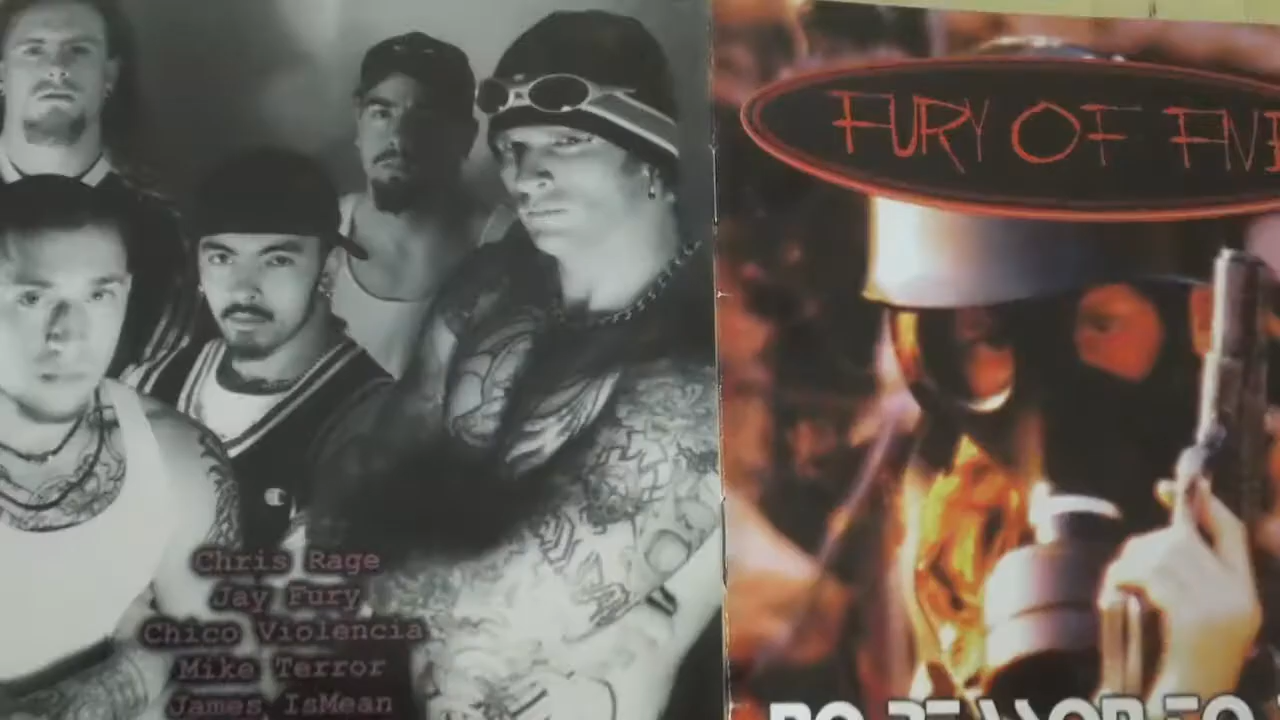 Chris Rage
Jay Fury
Chico Violencia
Mike Terror
James IsMean
FURY OF FIVE